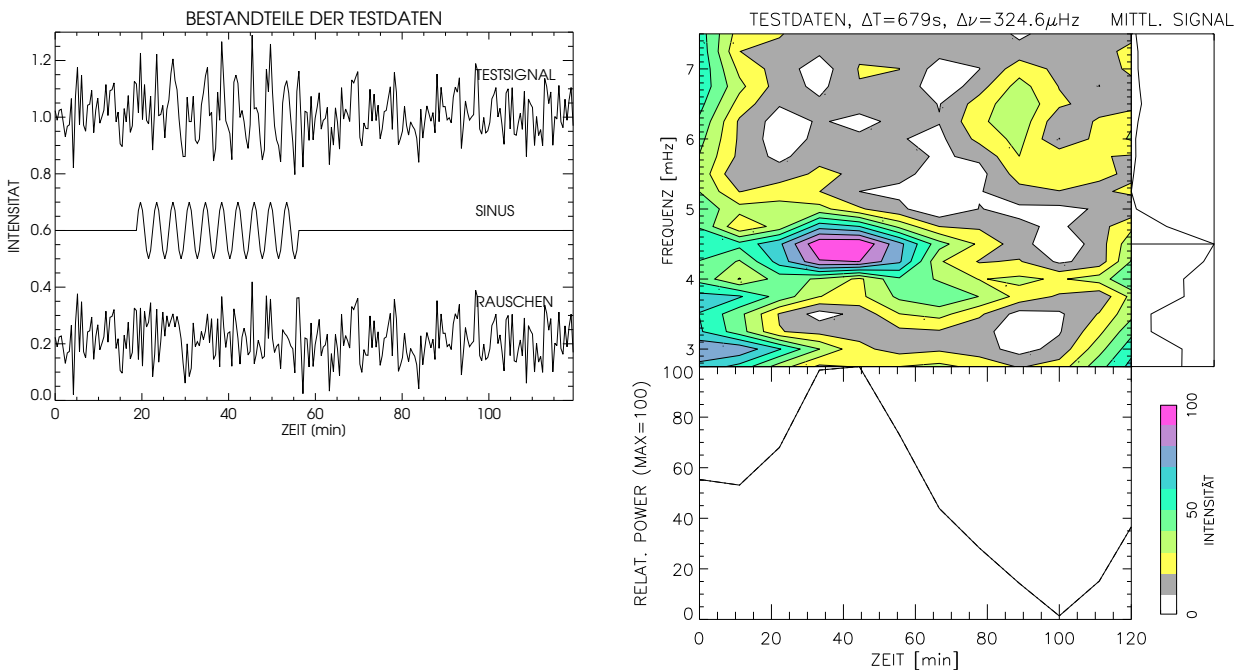 BESTANDTEILE DER TESTDATEN
INTENSITÄT
1.2
1.0
0.8
0.6
0.4
0.2
0.0
TESTSIGNAL
SINUS
RAUSCHEN
0 20 40 60 80 100
ZEIT [min]
TESTDATEN, ΔT=679s, Δν=324.6μHz MITTL. SIGNAL
FREQUENZ [mHz]
7
6
5
4
3
RELAT. POWER (MAX=100)
100
80
60
40
20
0
0 20 40 60 80 100 120
ZEIT [min]
100
50
0
INTENSITÄT